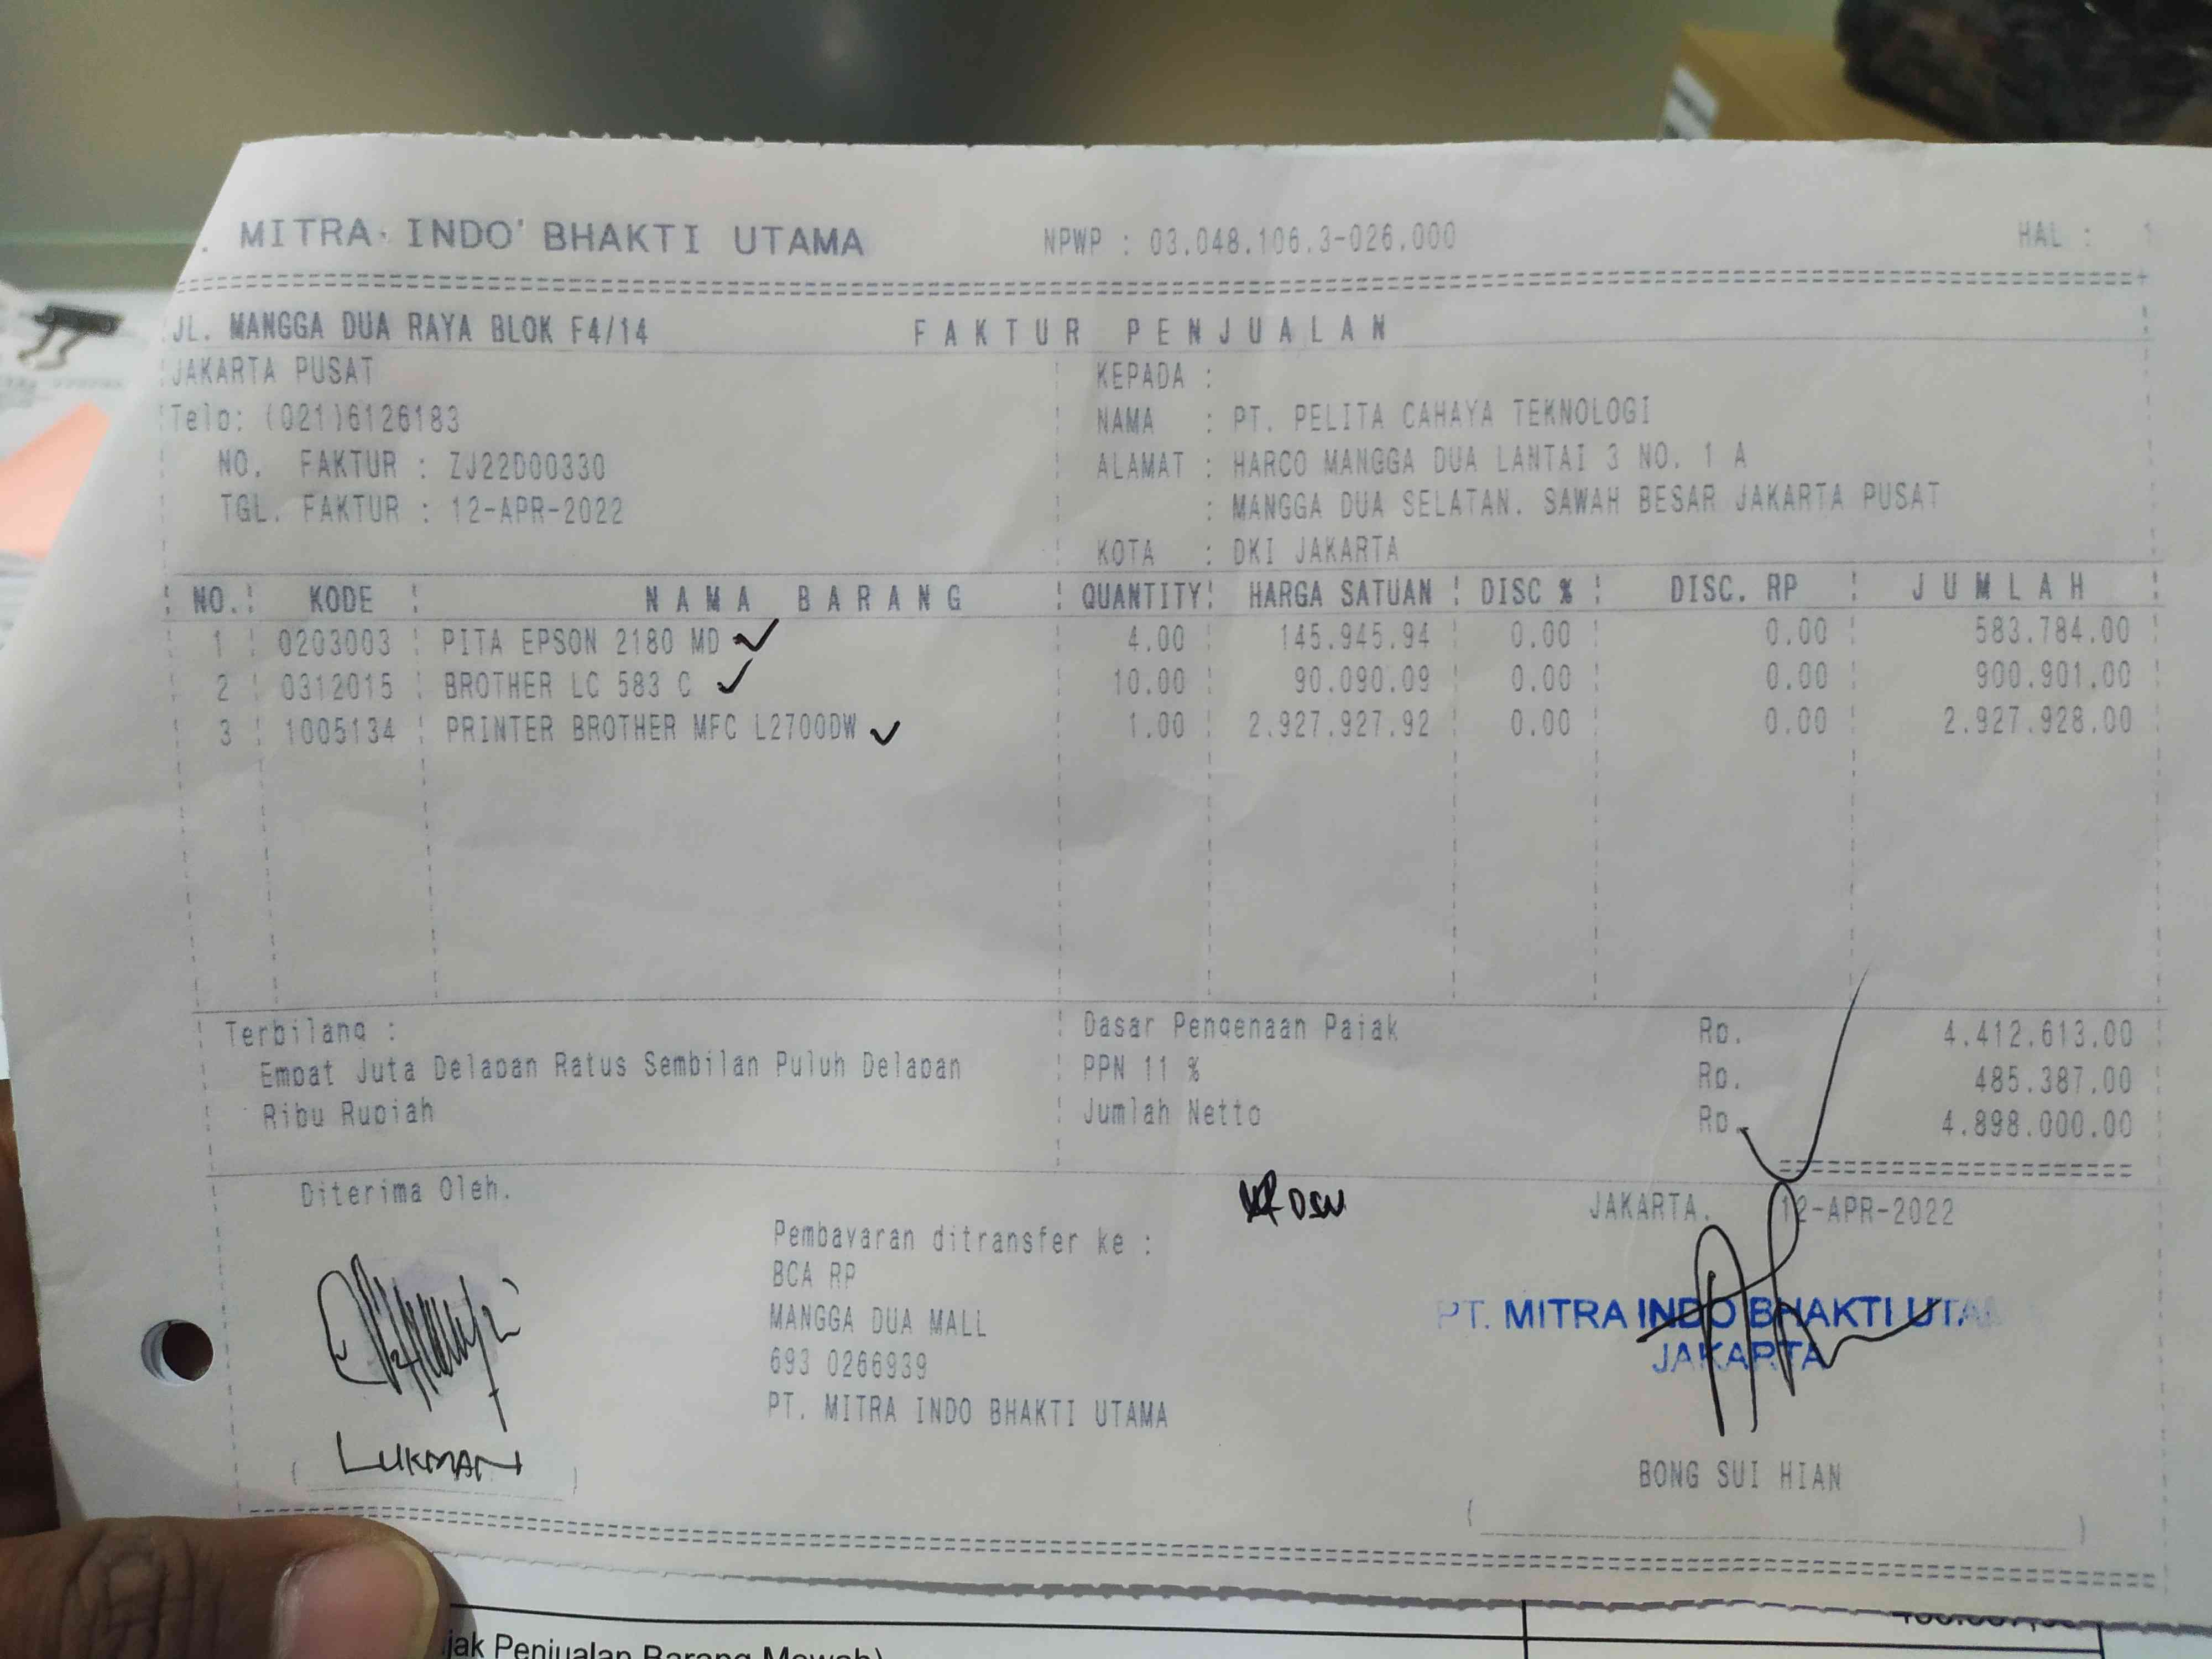 . MITRA INDO BHAKTI UTAMA NPWP : 03.048.106.3-026.000 HAL : 1
JL. MANGGA DUA RAYA BLOK F4/14 FAKTUR PENJUALAN
JAKARTA PUSAT KEPADA :
Telp: (021)6126183 NAMA : PT. PELITA CAHAYA TEKNOLOGI
NO. FAKTUR : ZJ22D00330 ALAMAT : HARCO MANGGA DUA LANTAI 3 NO. 1 A
TGL. FAKTUR : 12-APR-2022 : MANGGA DUA SELATAN. SAWAH BESAR JAKARTA PUSAT
KOTA : DKI JAKARTA
NO. KODE NAMA BARANG QUANTITY HARGA SATUAN DISC % DISC. RP JUMLAH
1 0203003 PITA EPSON 2180 MD 4.00 145.945.94 0.00 0.00 583.784.00
2 0312015 BROTHER LC 583 C 10.00 90.090.09 0.00 0.00 900.901.00
3 1005134 PRINTER BROTHER MFC L2700DW 1.00 2.927.927.92 0.00 0.00 2.927.928.00
Terbilang : Dasar Pengenaan Pajak Rp. 4.412.613.00
Empat Juta Delapan Ratus Sembilan Puluh Delapan PPN 11 % Rp. 485.387.00
Ribu Rupiah Jumlah Netto Rp. 4.898.000.00
Diterima Oleh. JAKARTA. 12-APR-2022
Pembayaran ditransfer ke :
BCA RP
MANGGA DUA MALL PT. MITRA INDO BHAKTI UTAMA
693 0266939 JAKARTA
PT. MITRA INDO BHAKTI UTAMA
LUKMAN BONG SUI HIAN
jak Penjualan Barang Mewah)